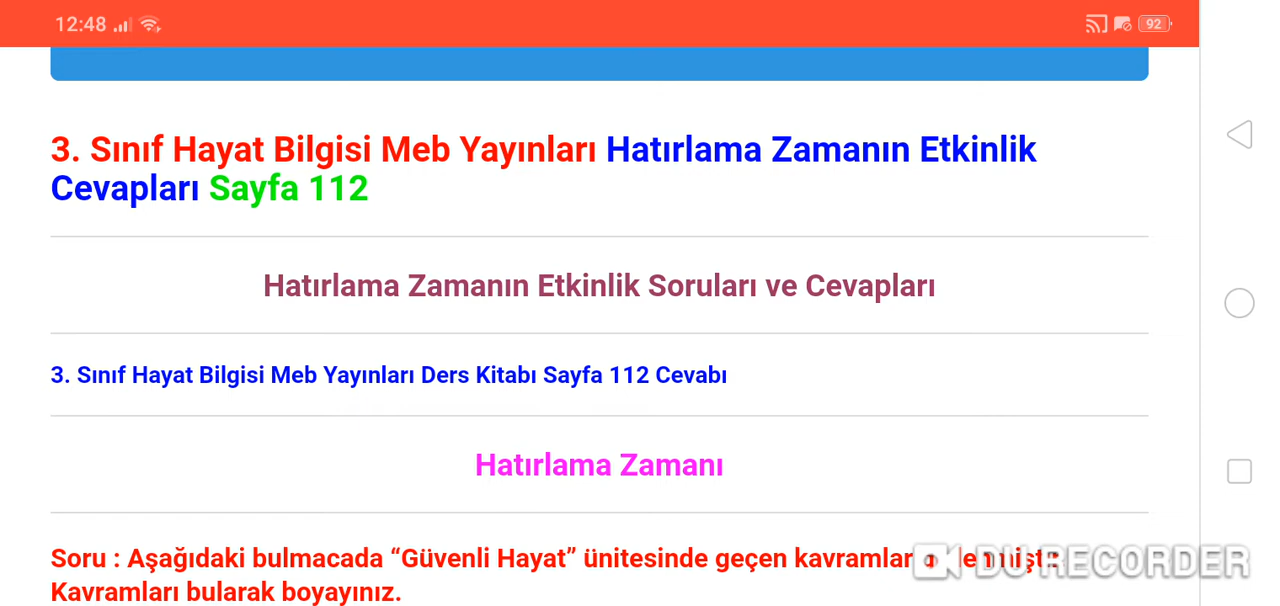 12:48
92
3. Sınıf Hayat Bilgisi Meb Yayınları Hatırlama Zamanın Etkinlik
Cevapları Sayfa 112
Hatırlama Zamanın Etkinlik Soruları ve Cevapları
3. Sınıf Hayat Bilgisi Meb Yayınları Ders Kitabı Sayfa 112 Cevabı
Hatırlama Zamanı
Soru : Aşağıdaki bulmacada “Güvenli Hayat” ünitesinde geçen kavramlar
DU RECORDER
Kavramları bularak boyayınız.